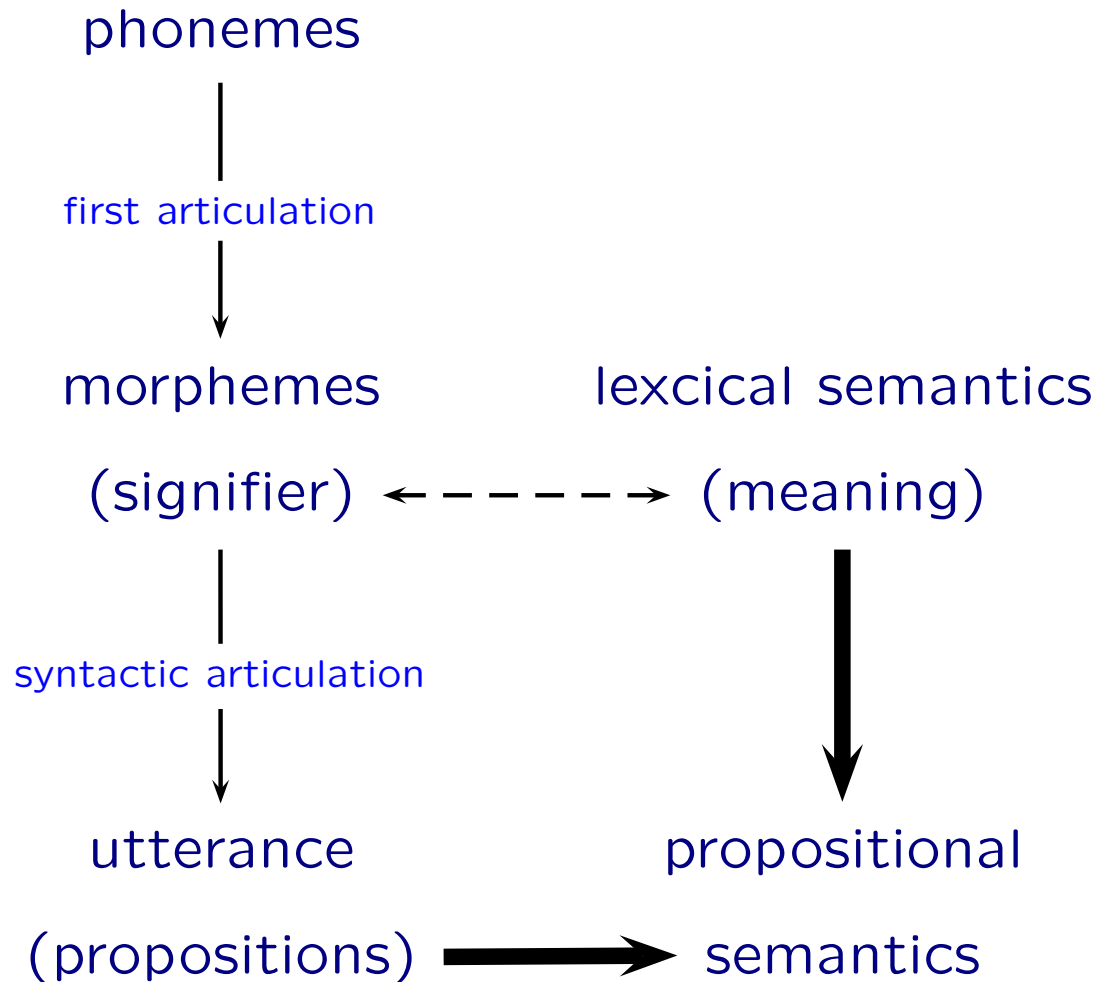 phonemes
first articulation
morphemes
lexcical semantics
(signifier)
(meaning)
syntactic articulation
utterance
propositional
(propositions)
semantics